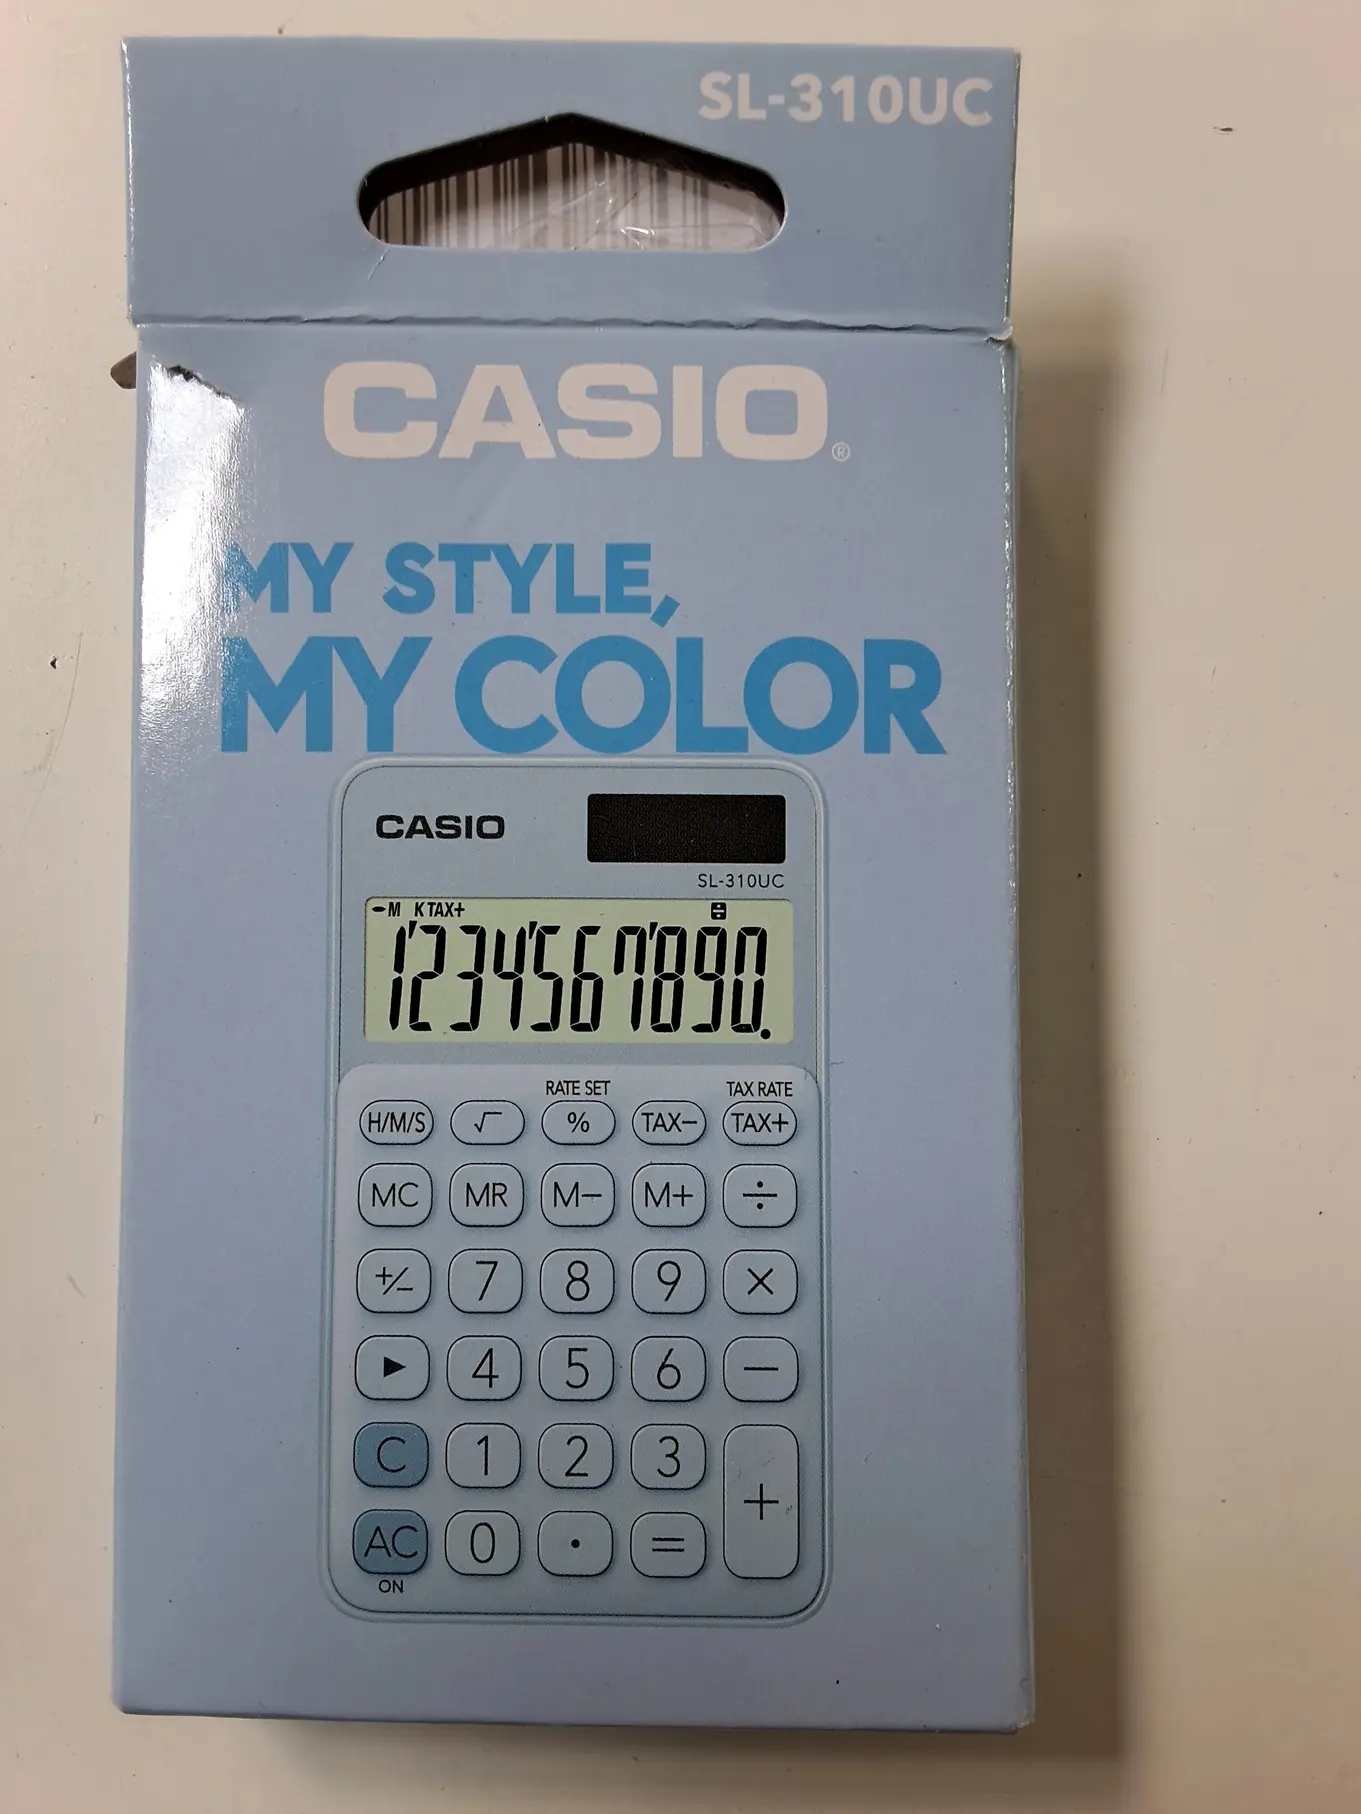 SL-310UC
CASIO®
MY STYLE,
MY COLOR
CASIO
SL-310UC
-M K TAX+
1'234'567'890.
RATE SET TAX RATE
H/M/S √ % TAX− TAX+
MC MR M− M+ ÷
+/− 7 8 9 ×
▶ 4 5 6 −
C 1 2 3 +
AC 0 · =
ON